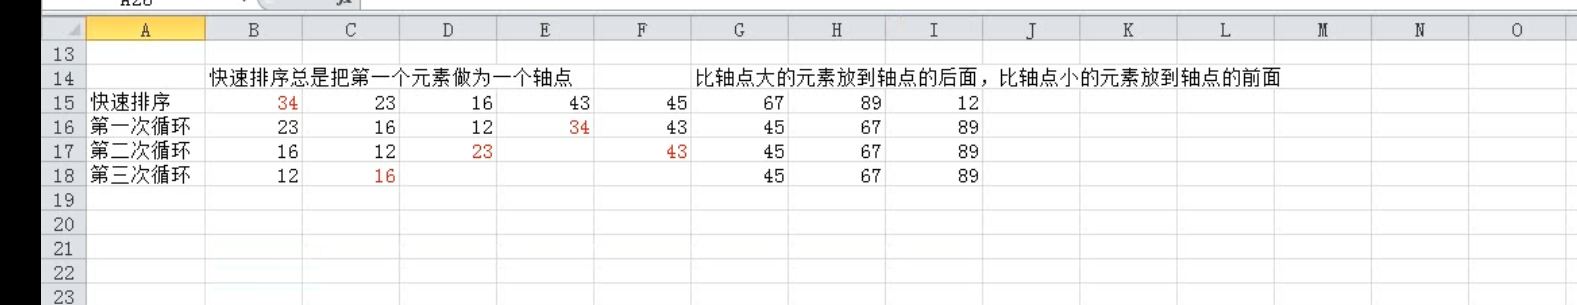 A B C D E F G H I J K L M N O
13
14 快速排序总是把第一个元素做为一个轴点 比轴点大的元素放到轴点的后面，比轴点小的元素放到轴点的前面
15 快速排序 34 23 16 43 45 67 89 12
16 第一次循环 23 16 12 34 43 45 67 89
17 第二次循环 16 12 23 43 45 67 89
18 第三次循环 12 16 45 67 89
19
20
21
22
23